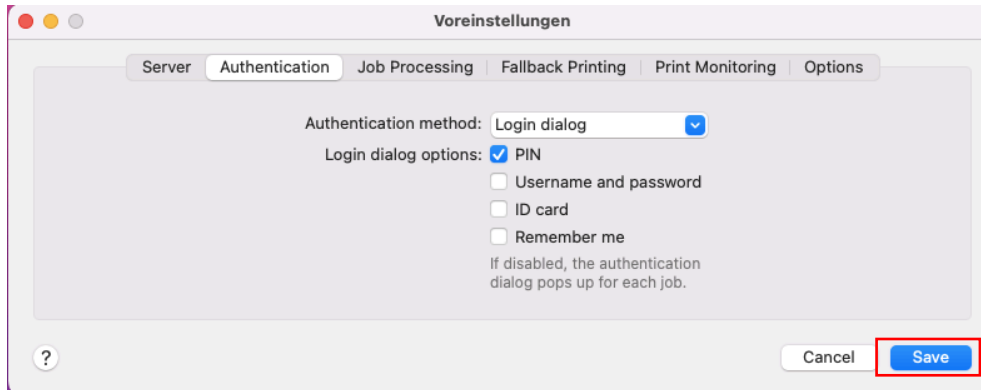 Voreinstellungen
Server Authentication Job Processing Fallback Printing Print Monitoring Options
Authentication method: Login dialog
Login dialog options: PIN
Username and password
ID card
Remember me
If disabled, the authentication
dialog pops up for each job.
? Cancel Save